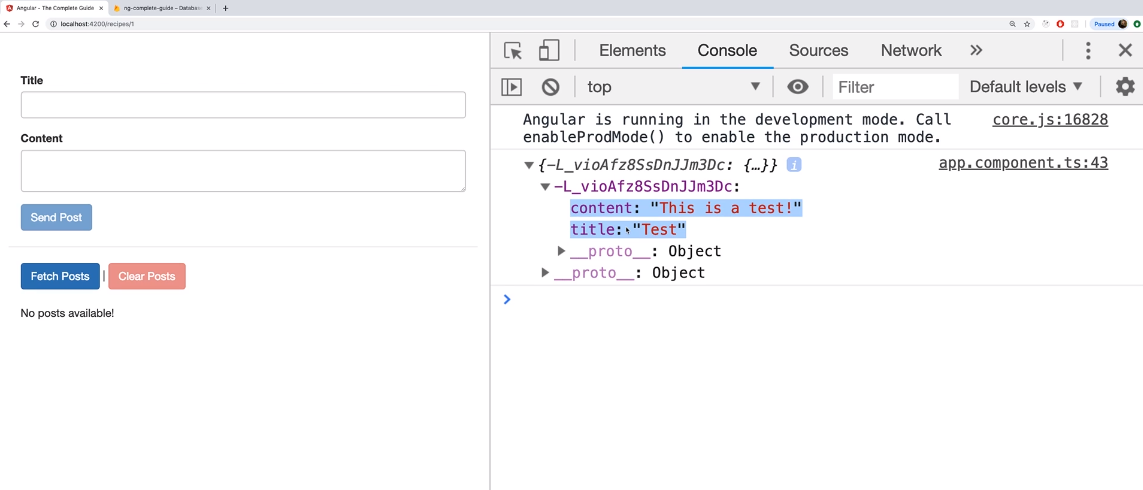 Angular - The Complete Guide
ng-complete-guide – Database
localhost:4200/recipes/1
Paused
Title
Content
Send Post
Fetch Posts | Clear Posts
No posts available!
Elements Console Sources Network
top Filter Default levels ▼
Angular is running in the development mode. Call core.js:16828
enableProdMode() to enable the production mode.
▼{-L_vioAfz8SsDnJJm3Dc: {…}} i app.component.ts:43
▼-L_vioAfz8SsDnJJm3Dc:
content: "This is a test!"
title: "Test"
▶__proto__: Object
▶__proto__: Object